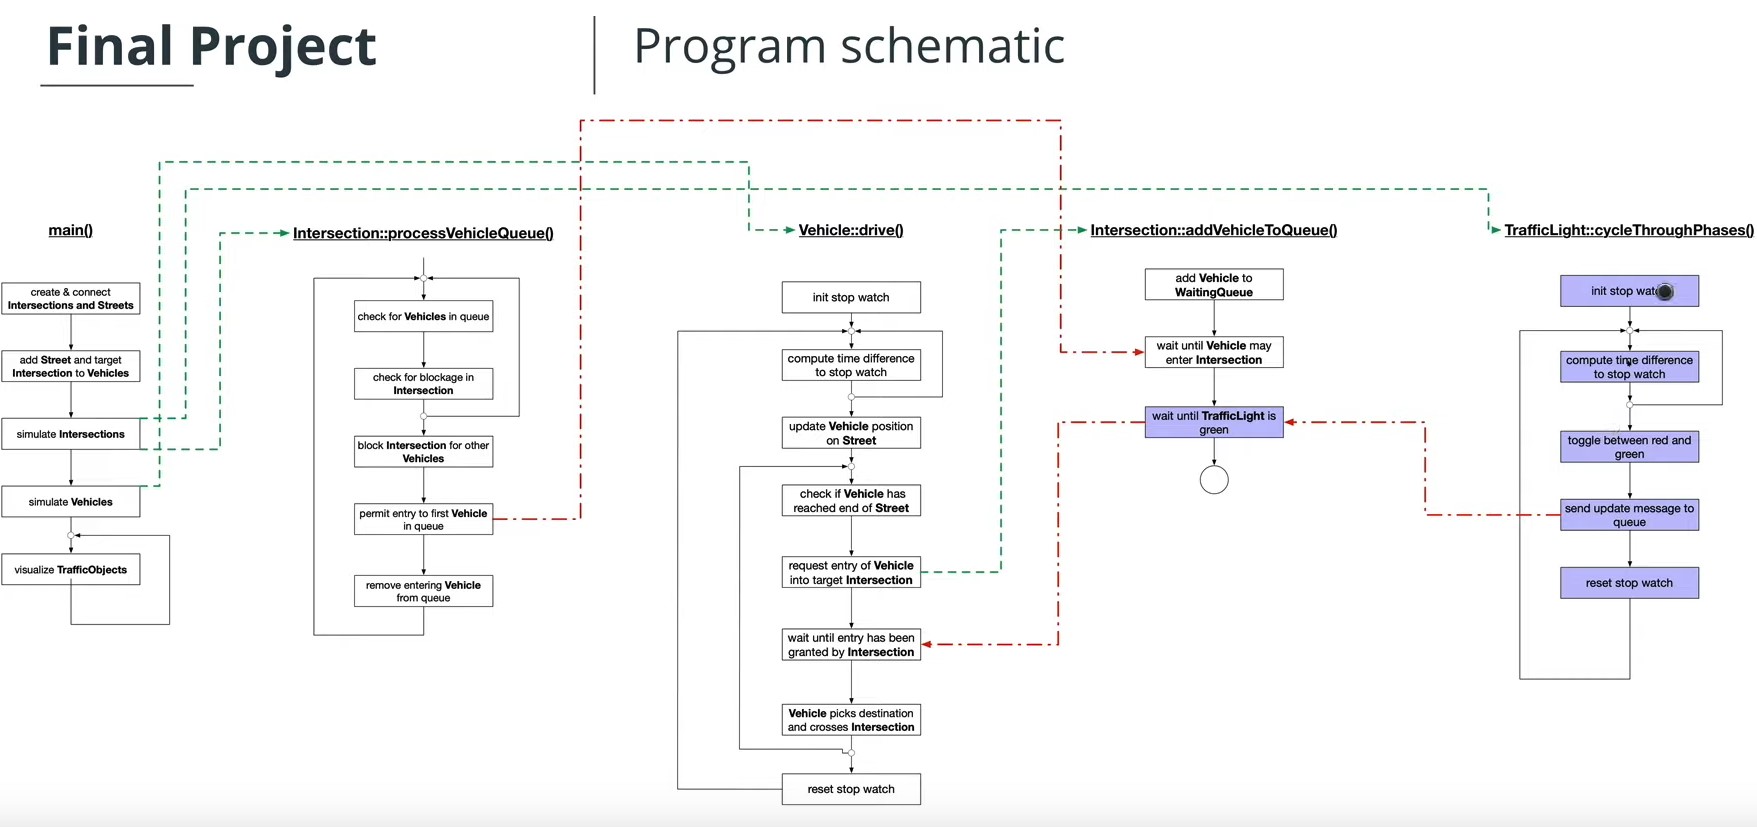 Final Project
Program schematic
main()
create & connect
Intersections and Streets
add Street and target
Intersection to Vehicles
simulate Intersections
simulate Vehicles
visualize TrafficObjects
Intersection::processVehicleQueue()
check for Vehicles in queue
check for blockage in
Intersection
block Intersection for other
Vehicles
permit entry to first Vehicle
in queue
remove entering Vehicle
from queue
Vehicle::drive()
init stop watch
compute time difference
to stop watch
update Vehicle position
on Street
check if Vehicle has
reached end of Street
request entry of Vehicle
into target Intersection
wait until entry has been
granted by Intersection
Vehicle picks destination
and crosses Intersection
reset stop watch
Intersection::addVehicleToQueue()
add Vehicle to
WaitingQueue
wait until Vehicle may
enter Intersection
wait until TrafficLight is
green
TrafficLight::cycleThroughPhases()
init stop watch
compute time difference
to stop watch
toggle between red and
green
send update message to
queue
reset stop watch